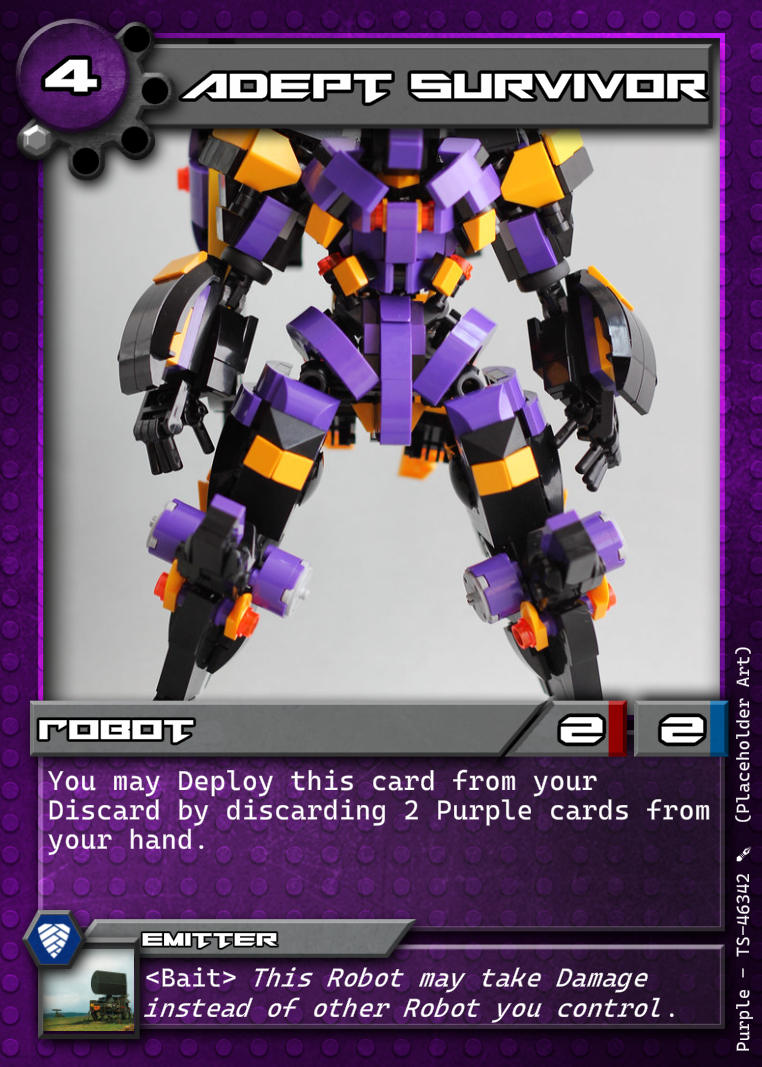 4
ADEPT SURVIVOR
ROBOT
2
2
You may Deploy this card from your
Discard by discarding 2 Purple cards from
your hand.
EMITTER
<Bait> This Robot may take Damage
instead of other Robot you control.
Purple - TS-46342 (Placeholder Art)